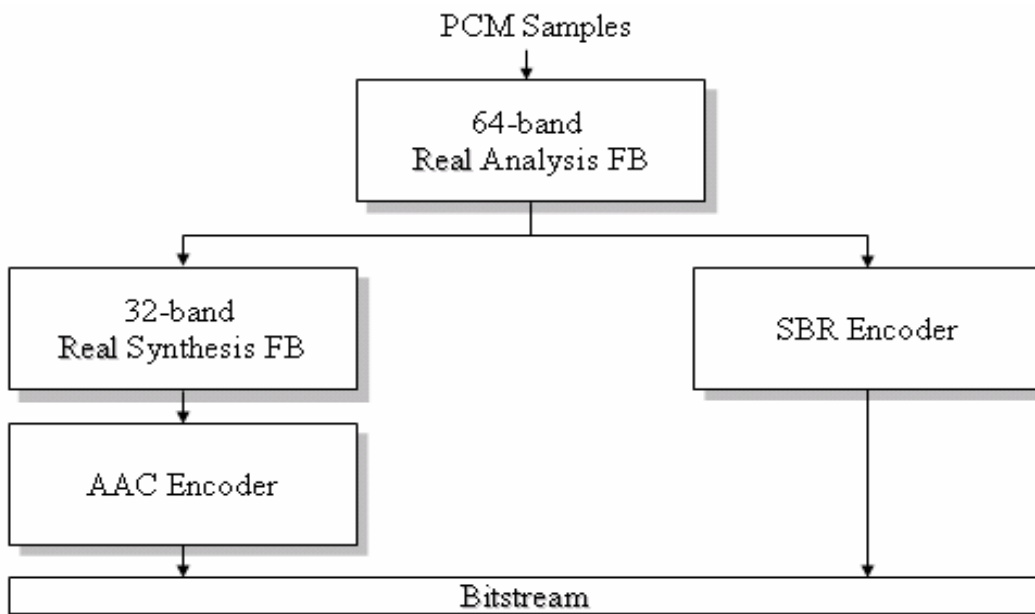 PCM Samples
64-band
Real Analysis FB
32-band
Real Synthesis FB
SBR Encoder
AAC Encoder
Bitstream